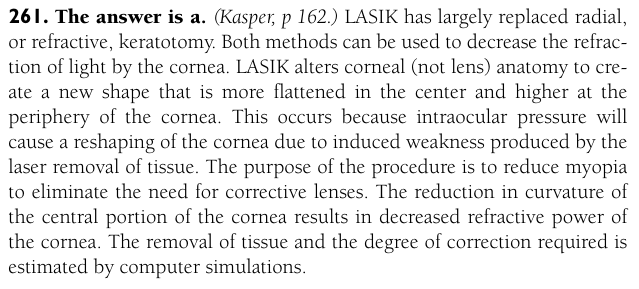 261. The answer is a. (Kasper, p 162.) LASIK has largely replaced radial,
or refractive, keratotomy. Both methods can be used to decrease the refrac-
tion of light by the cornea. LASIK alters corneal (not lens) anatomy to cre-
ate a new shape that is more flattened in the center and higher at the
periphery of the cornea. This occurs because intraocular pressure will
cause a reshaping of the cornea due to induced weakness produced by the
laser removal of tissue. The purpose of the procedure is to reduce myopia
to eliminate the need for corrective lenses. The reduction in curvature of
the central portion of the cornea results in decreased refractive power of
the cornea. The removal of tissue and the degree of correction required is
estimated by computer simulations.